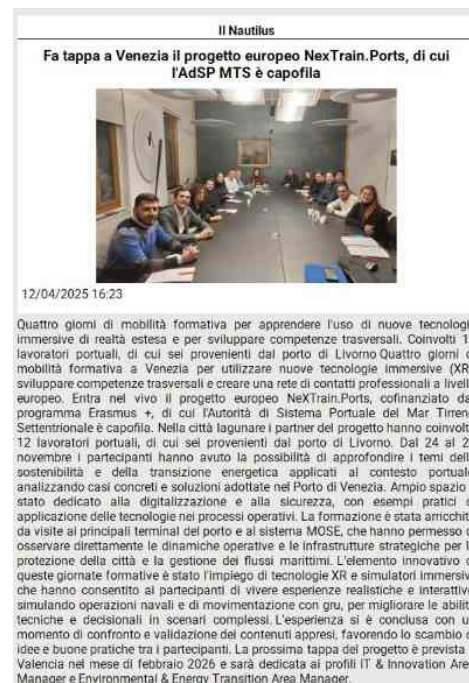 Il Nautilus
Fa tappa a Venezia il progetto europeo NexTrain.Ports, di cui
l'AdSP MTS è capofila
12/04/2025 16:23
Quattro giorni di mobilità formativa per apprendere l'uso di nuove tecnologi
immersive di realtà estesa e per sviluppare competenze trasversali. Coinvolti 1
lavoratori portuali, di cui sei provenienti dal porto di Livorno Quattro giorni d
mobilità formativa a Venezia per utilizzare nuove tecnologie immersive (XR
sviluppare competenze trasversali e creare una rete di contatti professionali a livell
europeo. Entra nel vivo il progetto europeo NeXTrain.Ports, cofinanziato da
programma Erasmus +, di cui l'Autorità di Sistema Portuale del Mar Tirren
Settentrionale è capofila. Nella città lagunare i partner del progetto hanno coinvolt
12 lavoratori portuali, di cui sei provenienti dal porto di Livorno. Dal 24 al 2
novembre i partecipanti hanno avuto la possibilità di approfondire i temi dell
sostenibilità e della transizione energetica applicati al contesto portual
analizzando casi concreti e soluzioni adottate nel Porto di Venezia. Ampio spazio
stato dedicato alla digitalizzazione e alla sicurezza, con esempi pratici d
applicazione delle tecnologie nei processi operativi. La formazione è stata arricchit
da visite ai principali terminal del porto e al sistema MOSE, che hanno permesso d
osservare direttamente le dinamiche operative e le infrastrutture strategiche per l
protezione della città e la gestione dei flussi marittimi. L'elemento innovativo d
queste giornate formative è stato l'impiego di tecnologie XR e simulatori immersiv
che hanno consentito ai partecipanti di vivere esperienze realistiche e interattiv
simulando operazioni navali e di movimentazione con gru, per migliorare le abilit
tecniche e decisionali in scenari complessi. L'esperienza si è conclusa con u
momento di confronto e validazione dei contenuti appresi, favorendo lo scambio d
idee e buone pratiche tra i partecipanti. La prossima tappa del progetto è prevista
Valencia nel mese di febbraio 2026 e sarà dedicata ai profili IT & Innovation Are
Manager e Environmental & Energy Transition Area Manager.